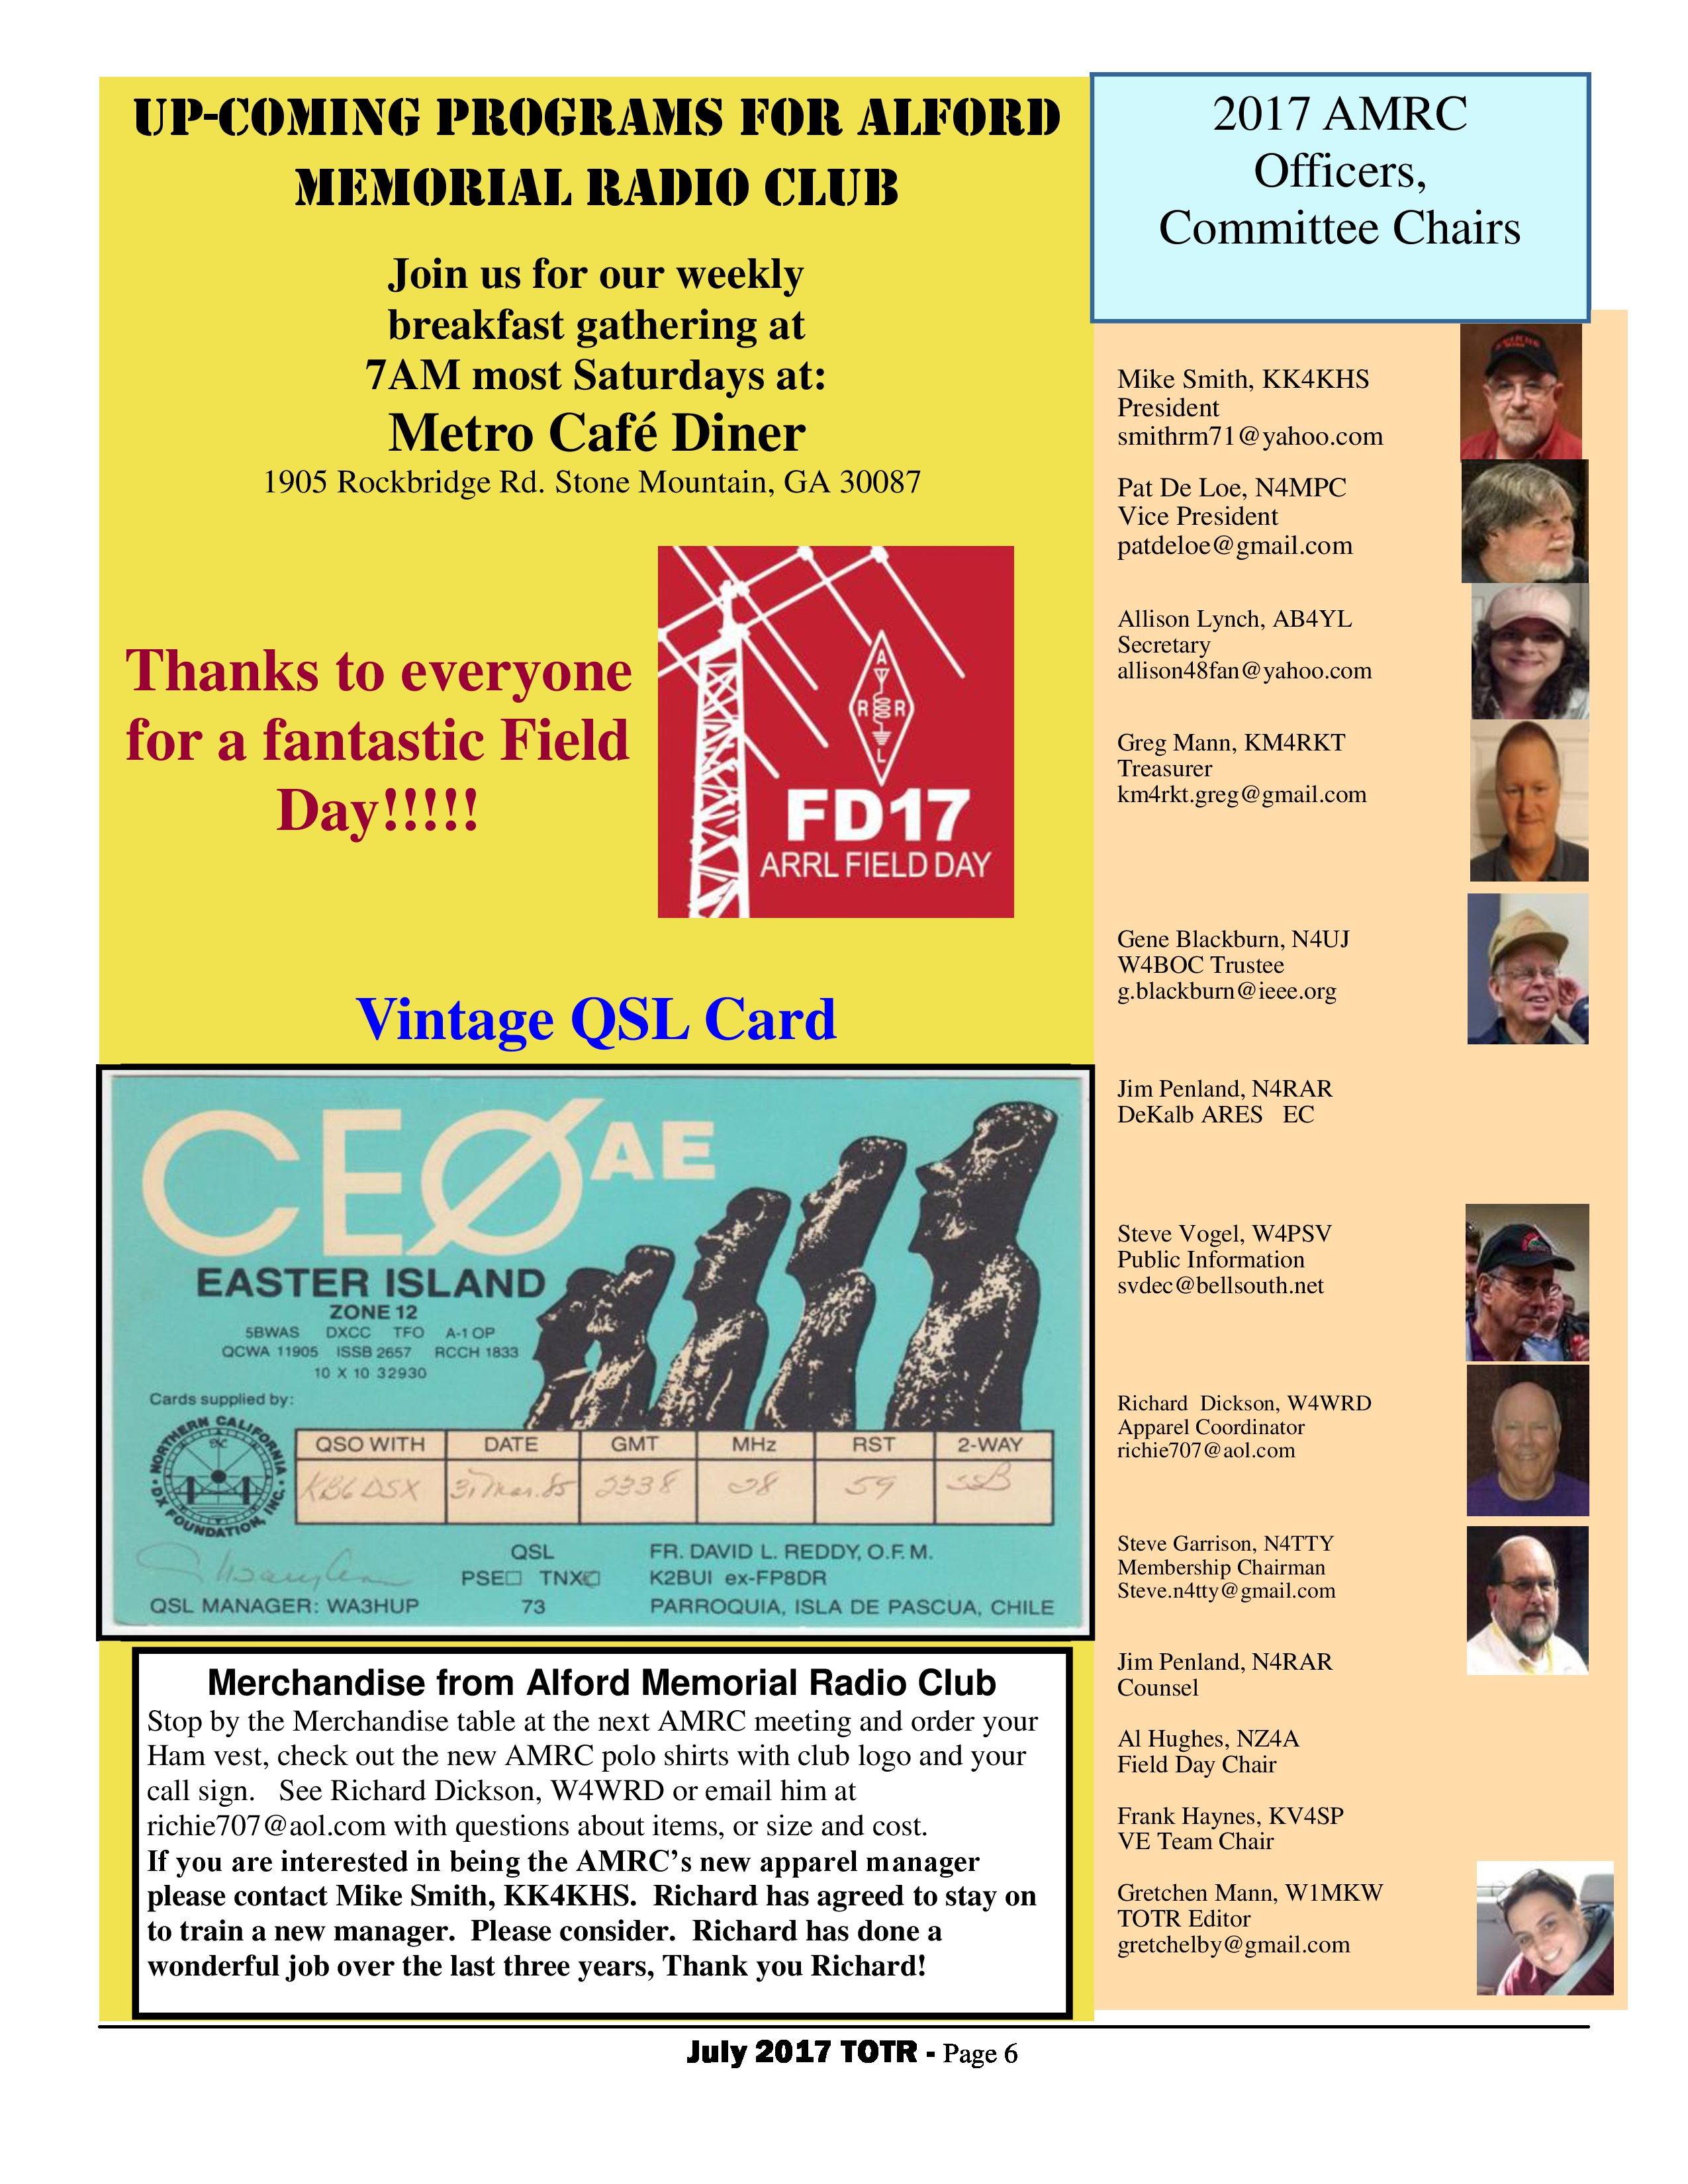 UP-COMING PROGRAMS FOR ALFORD
MEMORIAL RADIO CLUB
Join us for our weekly
breakfast gathering at
7AM most Saturdays at:
Metro Café Diner
1905 Rockbridge Rd. Stone Mountain, GA 30087
Thanks to everyone
for a fantastic Field
Day!!!!!
A
R R
L
FD17
ARRL FIELD DAY
Vintage QSL Card
CEØAE
EASTER ISLAND
ZONE 12
5BWAS DXCC TFO A-1 OP
QCWA 11905 ISSB 2657 RCCH 1833
10 X 10 32930
Cards supplied by:
NORTHERN CALIFORNIA
DX FOUNDATION, INC.
QSO WITH DATE GMT MHz RST 2-WAY
KB6DSX 31 Mar. 85 2338 28 59 SSB
QSL
PSE☐ TNX☒
73
QSL MANAGER: WA3HUP
FR. DAVID L. REDDY, O.F.M.
K2BUI ex-FP8DR
PARROQUIA, ISLA DE PASCUA, CHILE
Merchandise from Alford Memorial Radio Club
Stop by the Merchandise table at the next AMRC meeting and order your
Ham vest, check out the new AMRC polo shirts with club logo and your
call sign. See Richard Dickson, W4WRD or email him at
richie707@aol.com with questions about items, or size and cost.
If you are interested in being the AMRC’s new apparel manager
please contact Mike Smith, KK4KHS. Richard has agreed to stay on
to train a new manager. Please consider. Richard has done a
wonderful job over the last three years, Thank you Richard!
2017 AMRC
Officers,
Committee Chairs
Mike Smith, KK4KHS
President
smithrm71@yahoo.com
Pat De Loe, N4MPC
Vice President
patdeloe@gmail.com
Allison Lynch, AB4YL
Secretary
allison48fan@yahoo.com
Greg Mann, KM4RKT
Treasurer
km4rkt.greg@gmail.com
Gene Blackburn, N4UJ
W4BOC Trustee
g.blackburn@ieee.org
Jim Penland, N4RAR
DeKalb ARES EC
Steve Vogel, W4PSV
Public Information
svdec@bellsouth.net
Richard Dickson, W4WRD
Apparel Coordinator
richie707@aol.com
Steve Garrison, N4TTY
Membership Chairman
Steve.n4tty@gmail.com
Jim Penland, N4RAR
Counsel
Al Hughes, NZ4A
Field Day Chair
Frank Haynes, KV4SP
VE Team Chair
Gretchen Mann, W1MKW
TOTR Editor
gretchelby@gmail.com
July 2017 TOTR - Page 6